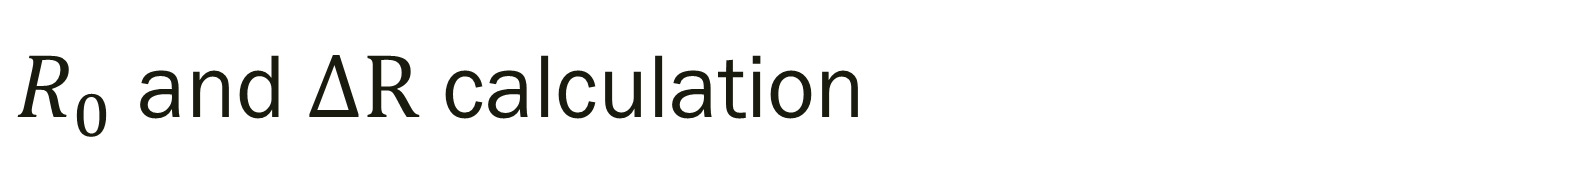 R₀ and ΔR calculation